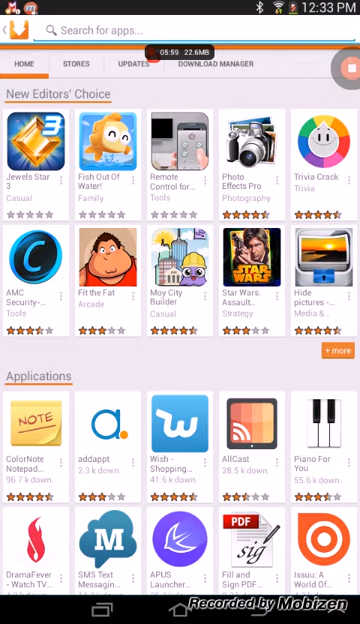 12:33 PM
Search for apps...
05:59 22.6MB
HOME STORES UPDATES DOWNLOAD MANAGER
New Editors' Choice
3
Jewels Star 3
Casual
Fish Out Of Water!
Family
Remote Control for...
Tools
Photo Effects Pro
Photography
Trivia Crack
Trivia
STAR WARS
AMC Security-...
Tools
Fit the Fat
Arcade
Moy City Builder
Casual
Star Wars: Assault...
Strategy
Hide pictures - ...
Media & ...
+ more
Applications
NOTE
ColorNote Notepad...
96.7 k down.
addappt
2.3 k down.
Wish - Shopping...
41.6 k down.
AllCast
28.5 k down.
Piano For You
55.6 k down.
M
PDF
sig
DramaFever - Watch TV...
SMS Text Messagin...
APUS Launcher...
Fill and Sign PDF...
Issuu: A World Of...
Recorded by Mobizen